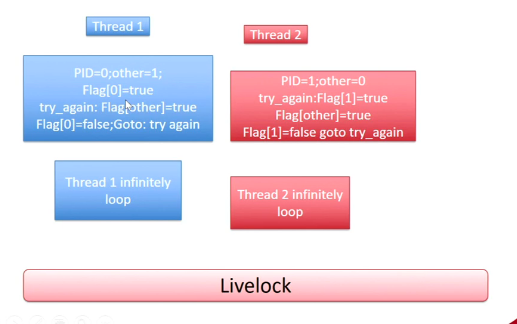 Thread 1
Thread 2
PID=0;other=1;
Flag[0]=true
try_again: Flag[other]=true
Flag[0]=false;Goto: try again
PID=1;other=0
try_again:Flag[1]=true
Flag[other]=true
Flag[1]=false goto try_again
Thread 1 infinitely
loop
Thread 2 infinitely
loop
Livelock